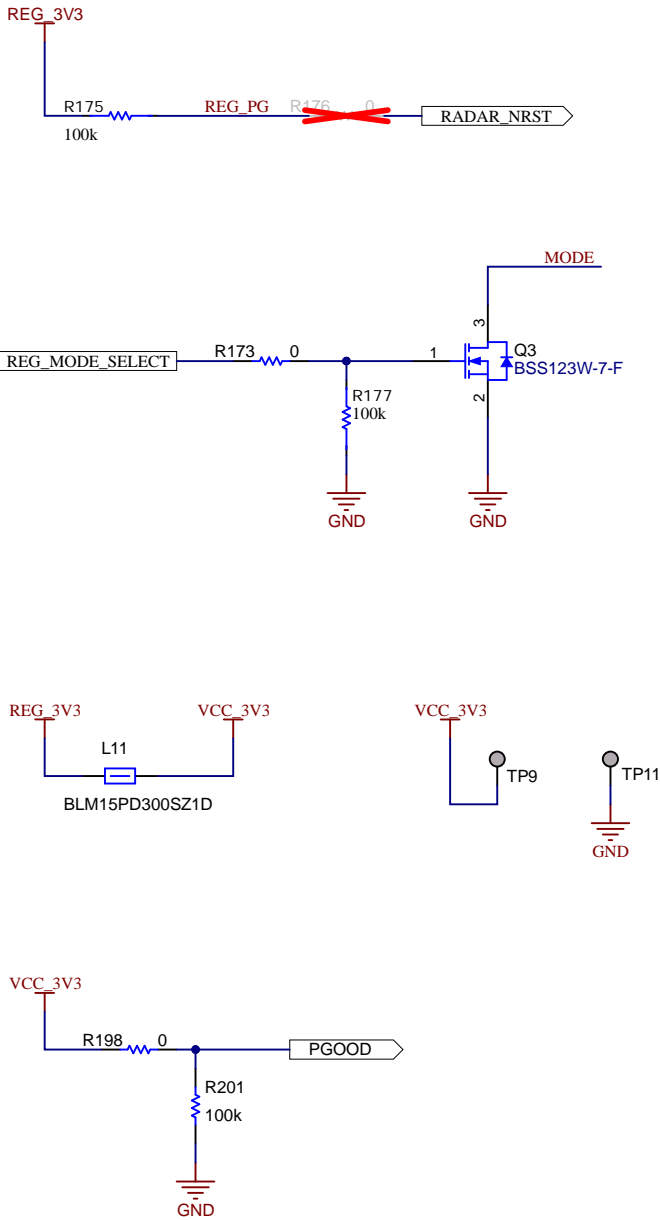 REG_3V3
R175
100k
REG_PG
R176 0
RADAR_NRST
MODE
REG_MODE_SELECT
R173 0
1
3
2
Q3
BSS123W-7-F
R177
100k
GND
GND
REG_3V3
VCC_3V3
L11
BLM15PD300SZ1D
VCC_3V3
TP9
TP11
GND
VCC_3V3
R198 0
PGOOD
R201
100k
GND